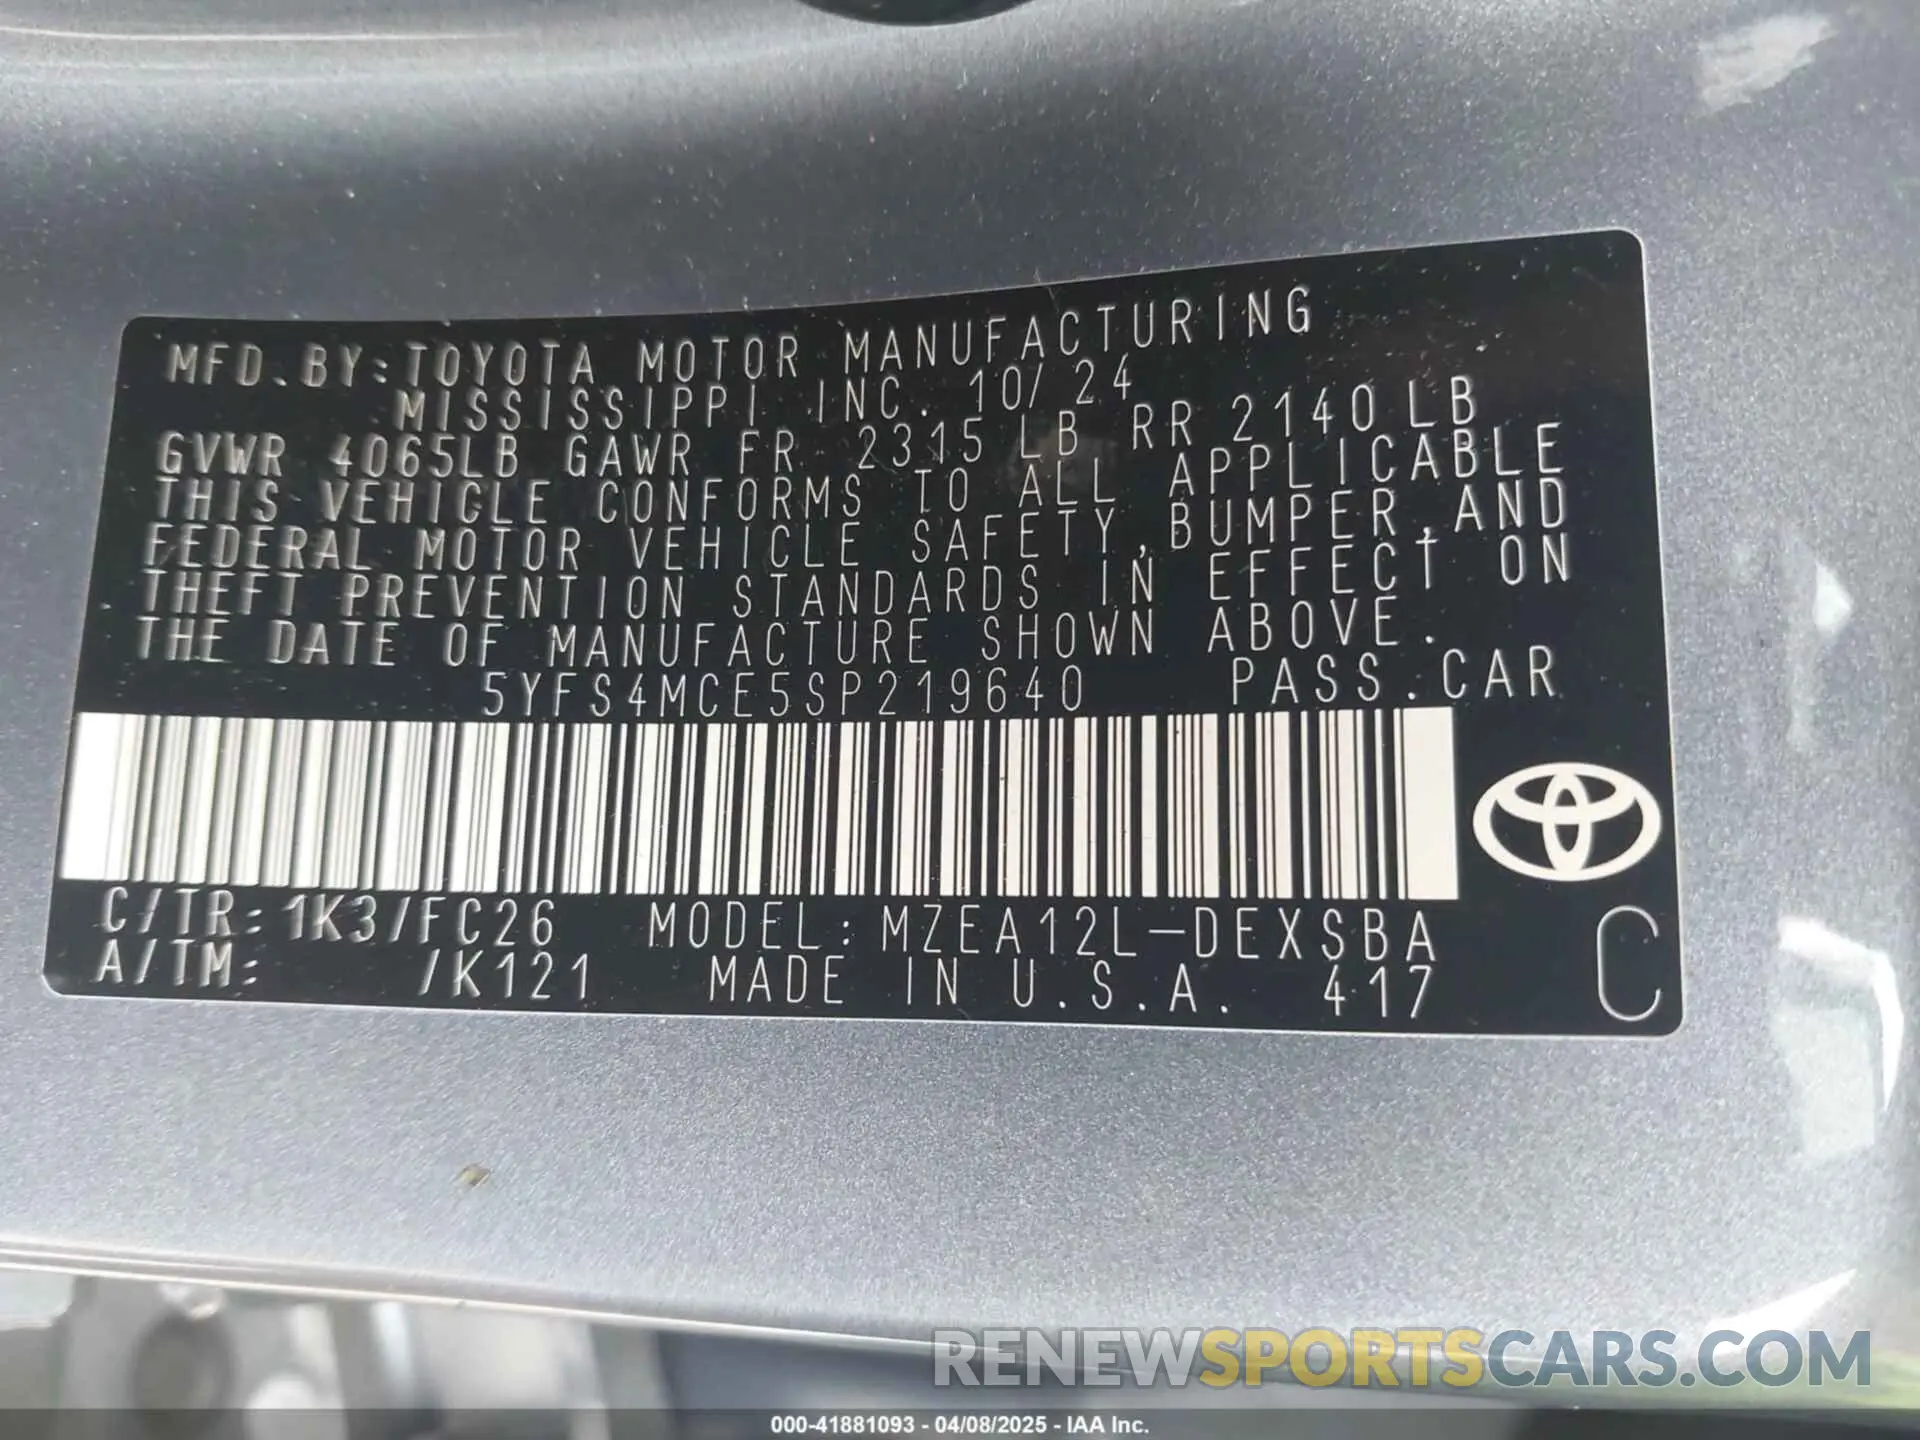 MFD.BY:TOYOTA MOTOR MANUFACTURING
MISSISSIPPI INC. 10/24
GVWR 4065LB GAWR FR 2315 LB RR 2140LB
THIS VEHICLE CONFORMS TO ALL APPLICABLE
FEDERAL MOTOR VEHICLE SAFETY,BUMPER,AND
THEFT PREVENTION STANDARDS IN EFFECT ON
THE DATE OF MANUFACTURE SHOWN ABOVE.
5YFS4MCE5SP219640 PASS.CAR
C/TR:1K3/FC26 MODEL:MZEA12L-DEXSBA
A/TM: /K121 MADE IN U.S.A. 417 C
RENEWSPORTSCARS.COM
000-41881093 - 04/08/2025 - IAA Inc.